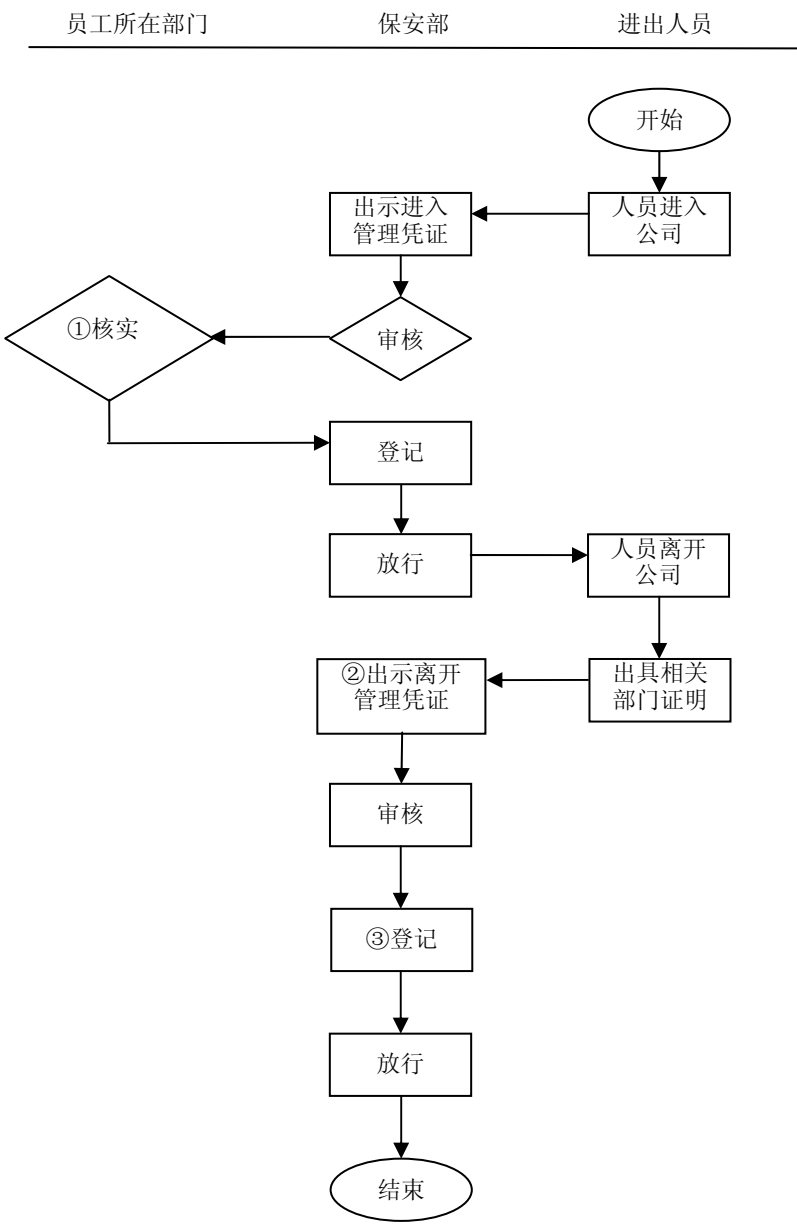 员工所在部门 保安部 进出人员
开始
出示进入
管理凭证
人员进入
公司
①核实
审核
登记
放行
人员离开
公司
②出示离开
管理凭证
出具相关
部门证明
审核
③登记
放行
结束